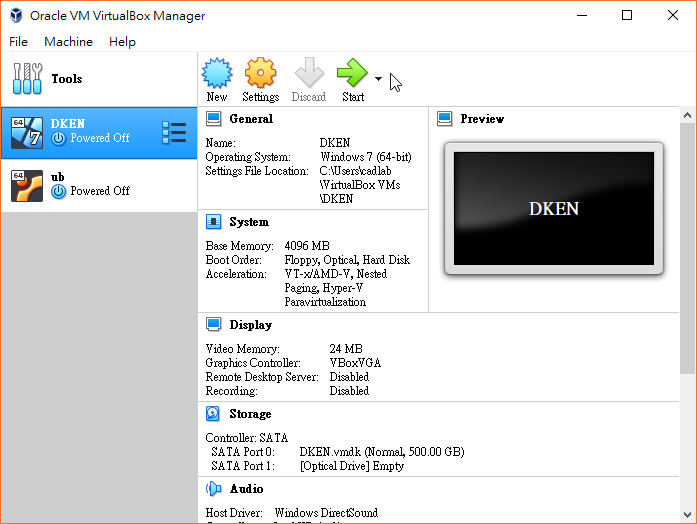 Oracle VM VirtualBox Manager
File Machine Help
Tools
New Settings Discard Start
64 7 DKEN
Powered Off
64 ub
Powered Off
General
Name: DKEN
Operating System: Windows 7 (64-bit)
Settings File Location: C:\Users\cadlab
\VirtualBox VMs
\DKEN
Preview
DKEN
System
Base Memory: 4096 MB
Boot Order: Floppy, Optical, Hard Disk
Acceleration: VT-x/AMD-V, Nested
Paging, Hyper-V
Paravirtualization
Display
Video Memory: 24 MB
Graphics Controller: VBoxVGA
Remote Desktop Server: Disabled
Recording: Disabled
Storage
Controller: SATA
SATA Port 0: DKEN.vmdk (Normal, 500.00 GB)
SATA Port 1: [Optical Drive] Empty
Audio
Host Driver: Windows DirectSound